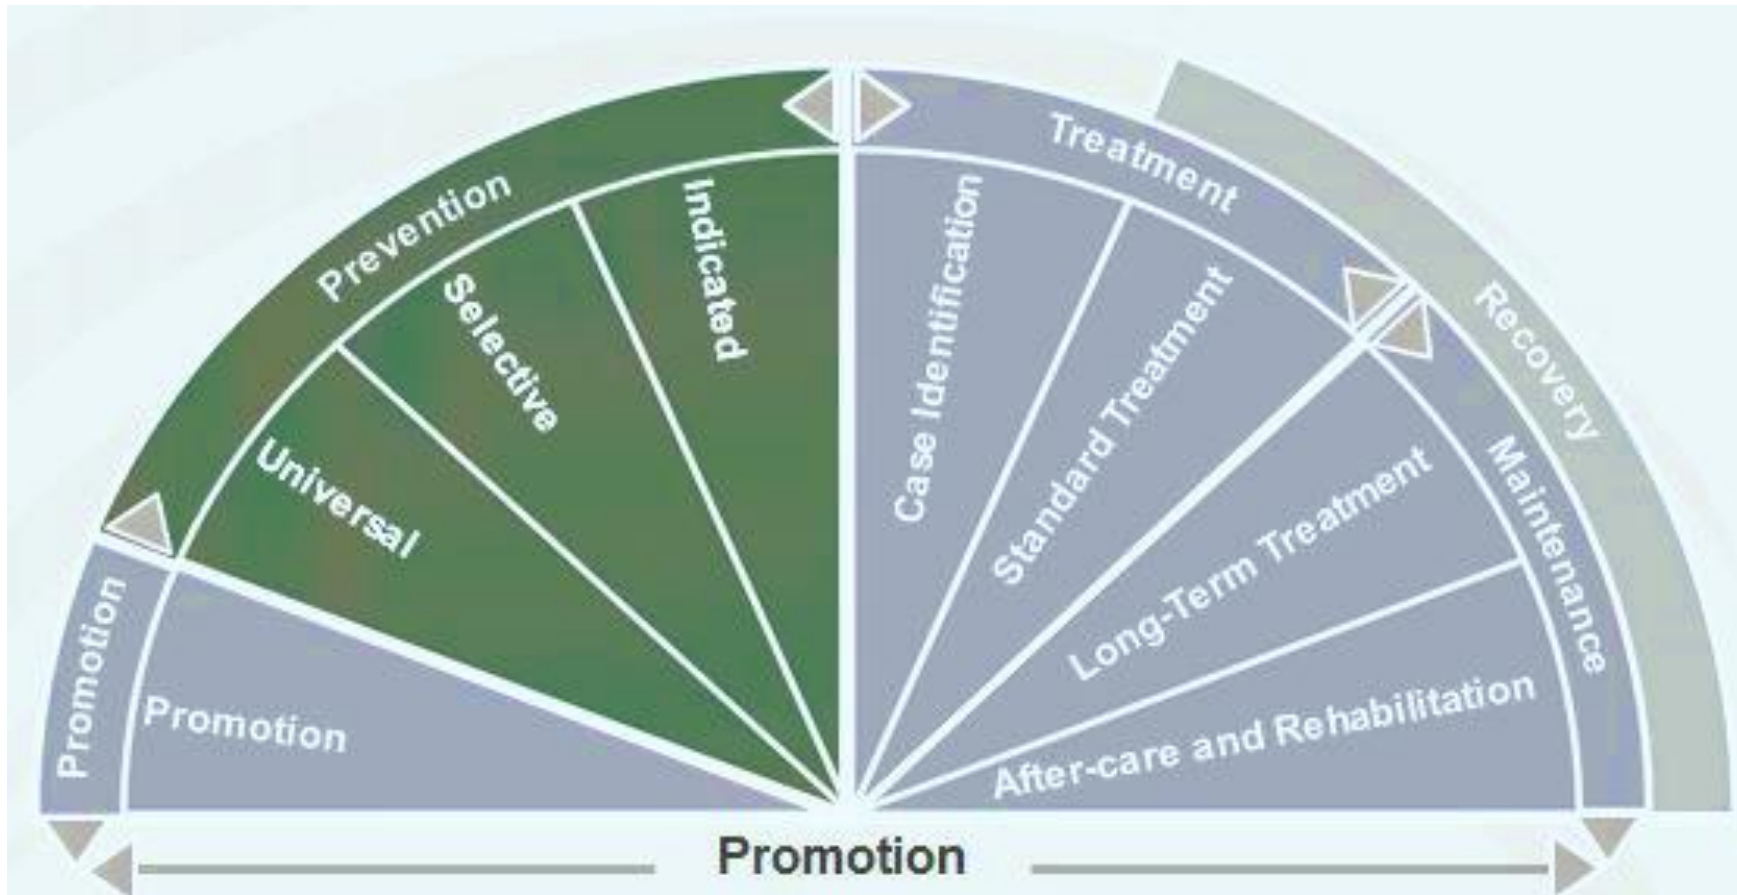 Promotion
Promotion
Prevention
Universal
Selective
Indicated
Treatment
Case Identification
Standard Treatment
Recovery
Maintenance
Long-Term Treatment
After-care and Rehabilitation
Promotion